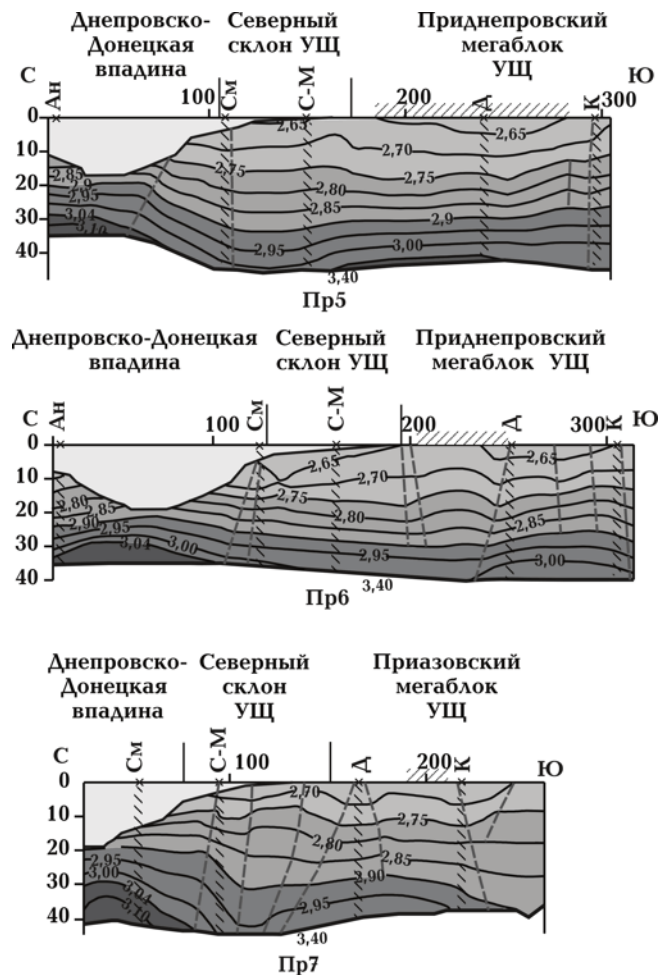 Днепровско-
Донецкая
впадина
Северный
склон УЩ
Приднепровский
мегаблок
УЩ
С
Ан
100
См
С-М
200
А
К
300
Ю
0
10
20
30
40
2,65
2,65
2,70
2,75
2,75
2,80
2,85
2,85
2,9
2,9
2,95
2,95
3,00
3,04
3,10
3,40
Пр5
Днепровско-Донецкая
впадина
Северный
склон УЩ
Приднепровский
мегаблок УЩ
С
Ан
100
См
С-М
200
А
300
К
Ю
0
10
20
30
40
2,65
2,65
2,70
2,75
2,80
2,80
2,85
2,85
2,90
2,95
2,95
3,00
3,00
3,04
3,40
Пр6
Днепровско-
Донецкая
впадина
Северный
склон
УЩ
Приазовский
мегаблок
УЩ
С
См
С-М
100
А
200
К
Ю
0
10
20
30
40
2,70
2,75
2,80
2,85
2,90
2,95
2,95
3,00
3,04
3,10
3,40
Пр7